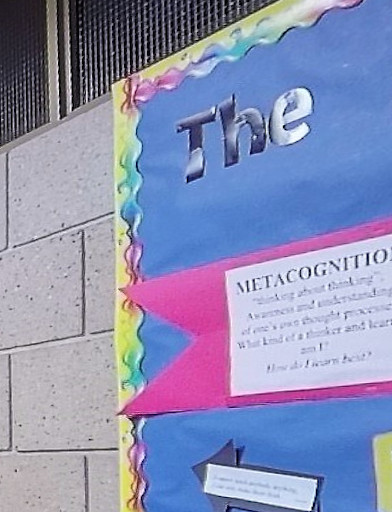 The
METACOGNITIO
"thinking about thinking"
Awareness and understanding
of one's own thought processes
What kind of a thinker and lear
am I?
How do I learn best?